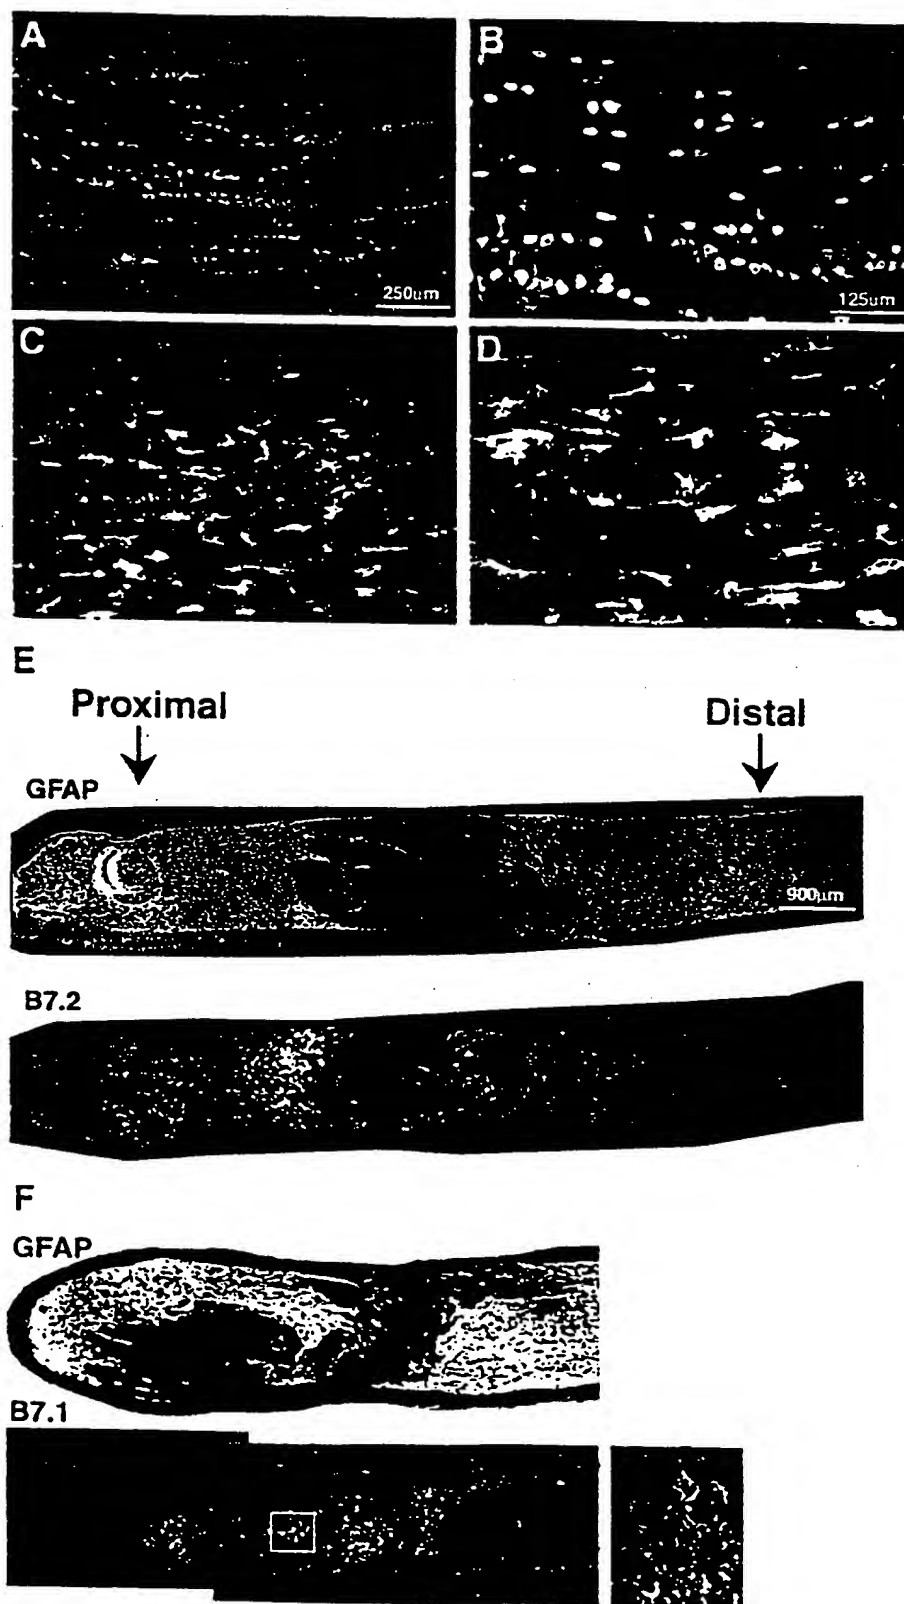 A
B
250um
125um
C
D
E
Proximal
Distal
GFAP
900µm
B7.2
F
GFAP
B7.1